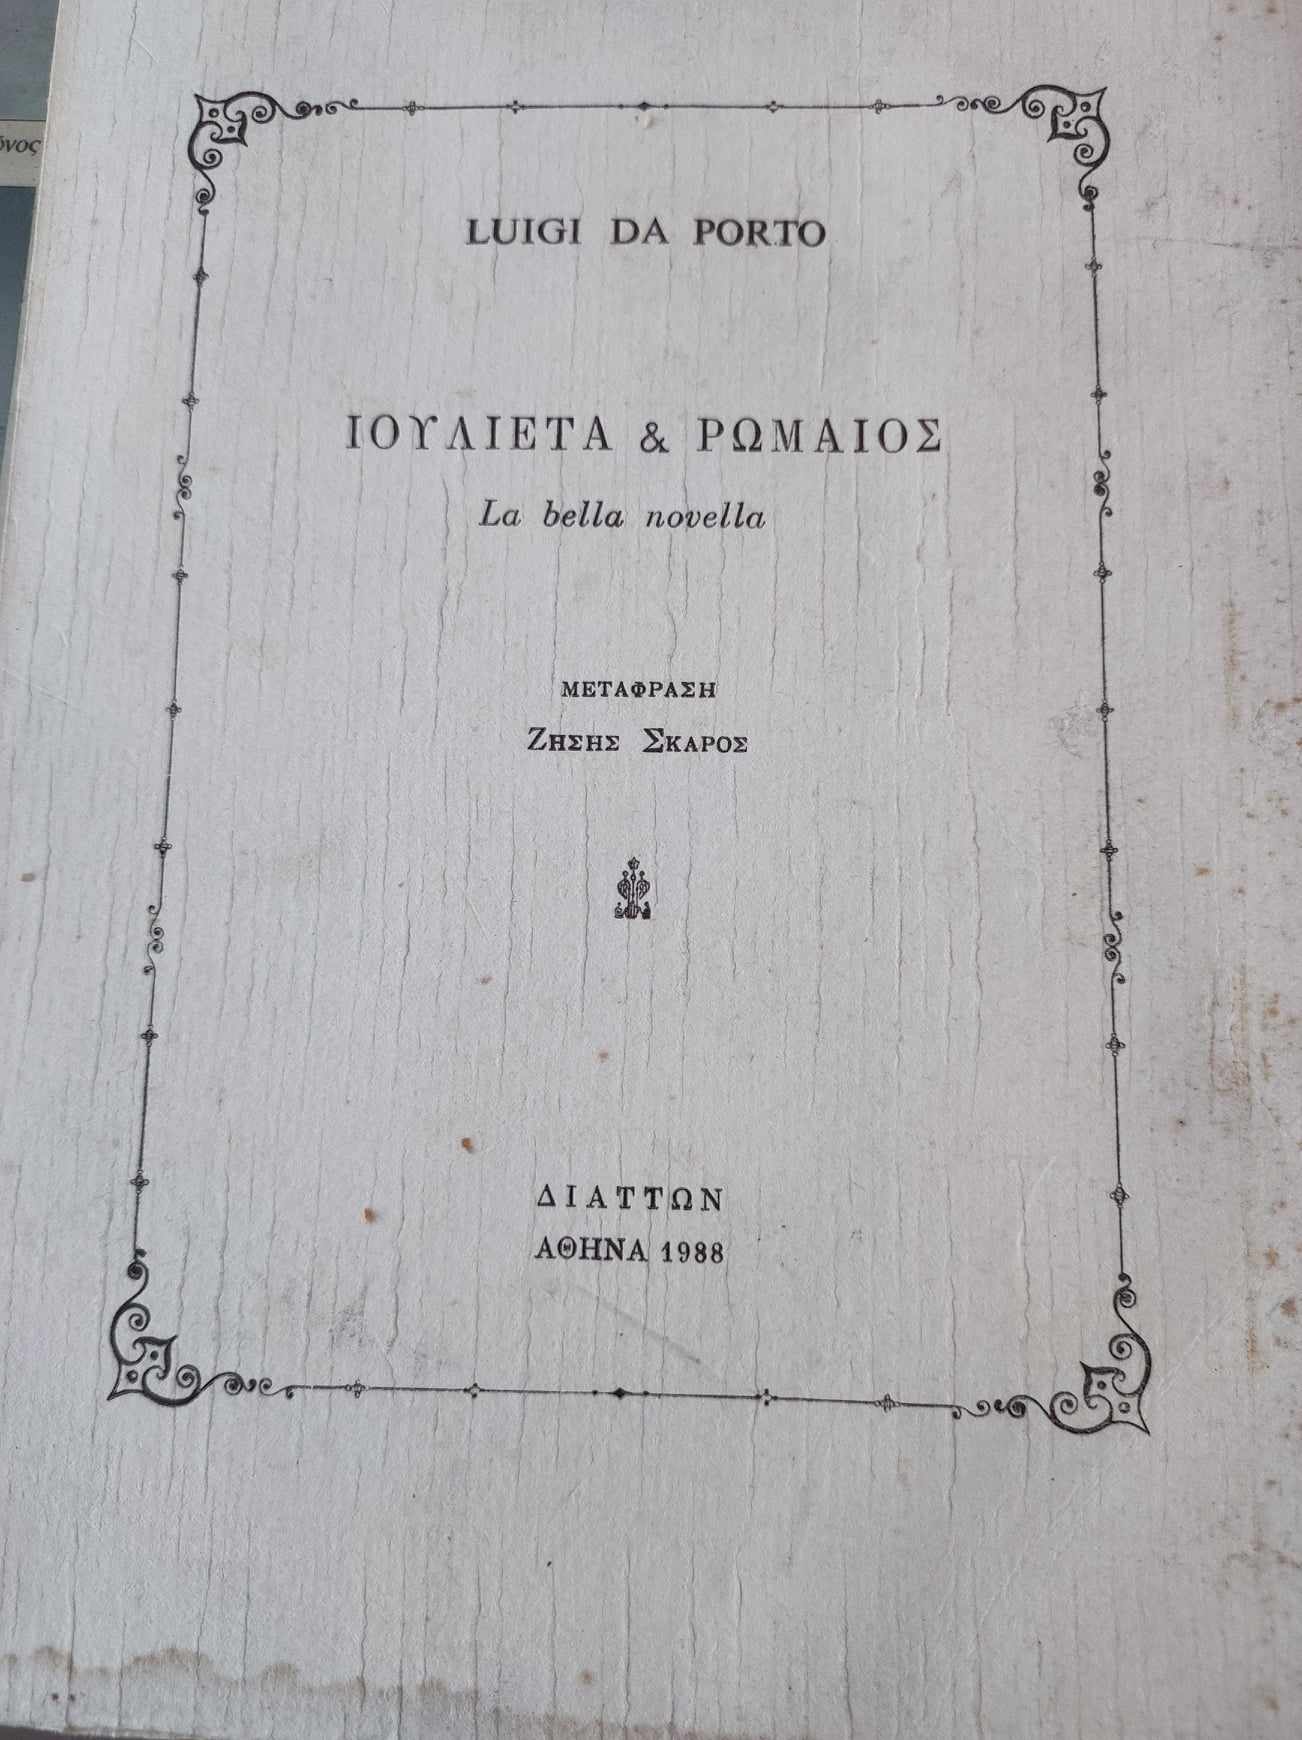 LUIGI DA PORTO
ΙΟΥΛΙΕΤΑ & ΡΩΜΑΙΟΣ
La bella novella
ΜΕΤΑΦΡΑΣΗ
ΖΗΣΗΣ ΣΚΑΡΟΣ
ΔΙΑΤΤΩΝ
ΑΘΗΝΑ 1988